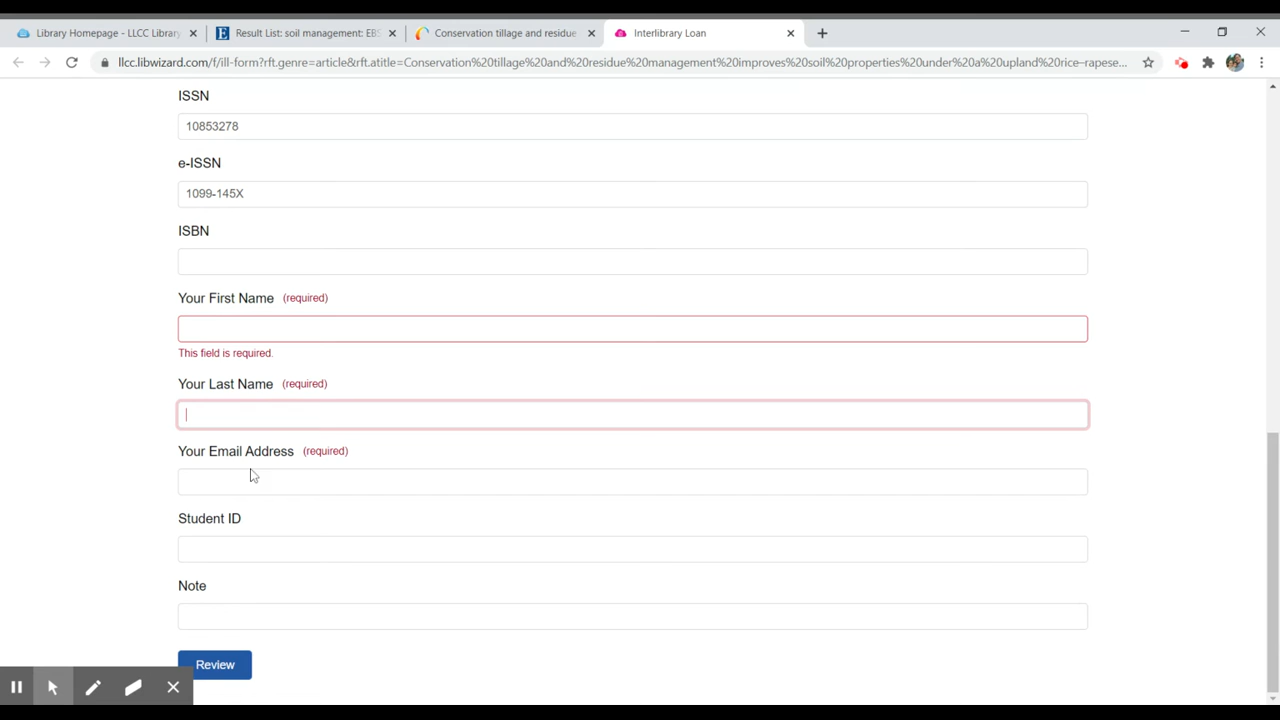 Library Homepage - LLCC Library
Result List: soil management: EBS
Conservation tillage and residue
Interlibrary Loan
llcc.libwizard.com/f/ill-form?rft.genre=article&rft.atitle=Conservation%20tillage%20and%20residue%20management%20improves%20soil%20properties%20under%20a%20upland%20rice–rapese...
ISSN
10853278
e-ISSN
1099-145X
ISBN
Your First Name (required)
This field is required.
Your Last Name (required)
Your Email Address (required)
Student ID
Note
Review